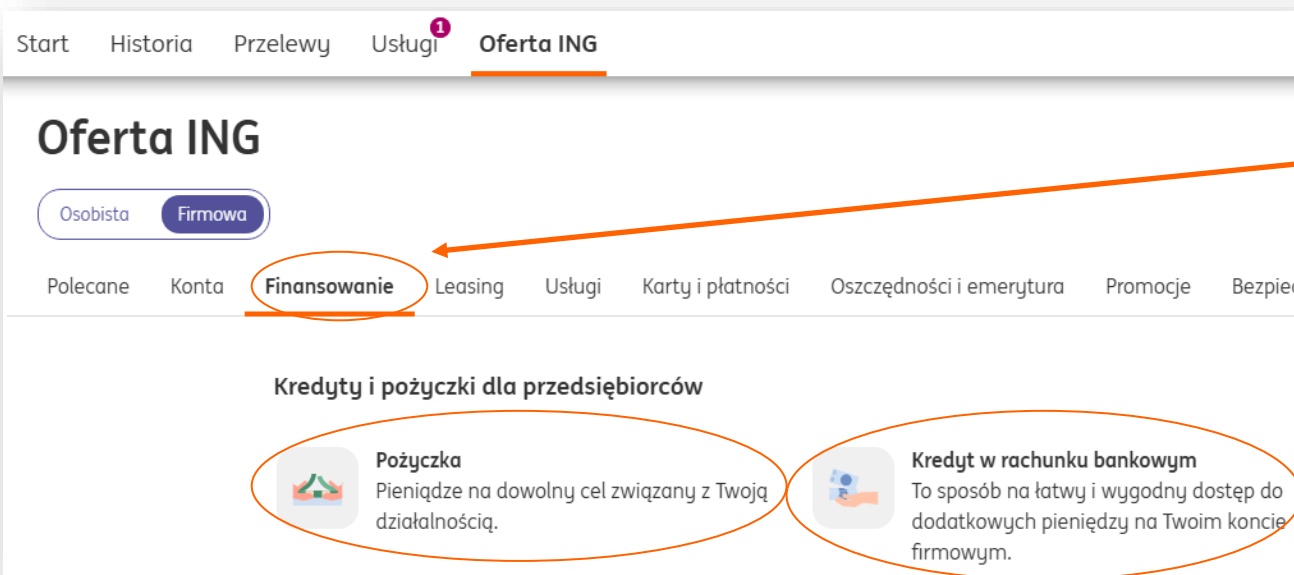 Start Historia Przelewy Usługi 1 Oferta ING
Oferta ING
Osobista Firmowa
Polecane Konta Finansowanie Leasing Usługi Karty i płatności Oszczędności i emerytura Promocje Bezpiec
Kredyty i pożyczki dla przedsiębiorców
Pożyczka
Pieniądze na dowolny cel związany z Twoją
działalnością.
Kredyt w rachunku bankowym
To sposób na łatwy i wygodny dostęp do
dodatkowych pieniędzy na Twoim koncie
firmowym.